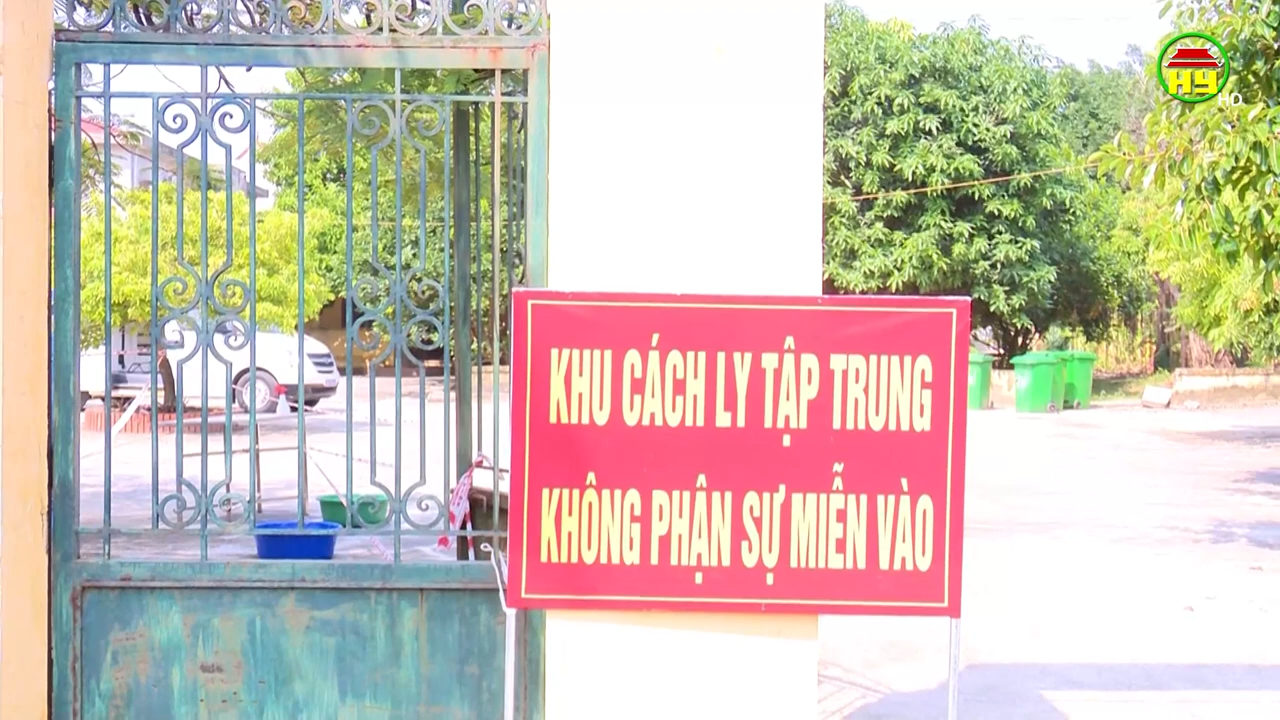 HY
HD
KHU CÁCH LY TẬP TRUNG
KHÔNG PHẬN SỰ MIỄN VÀO